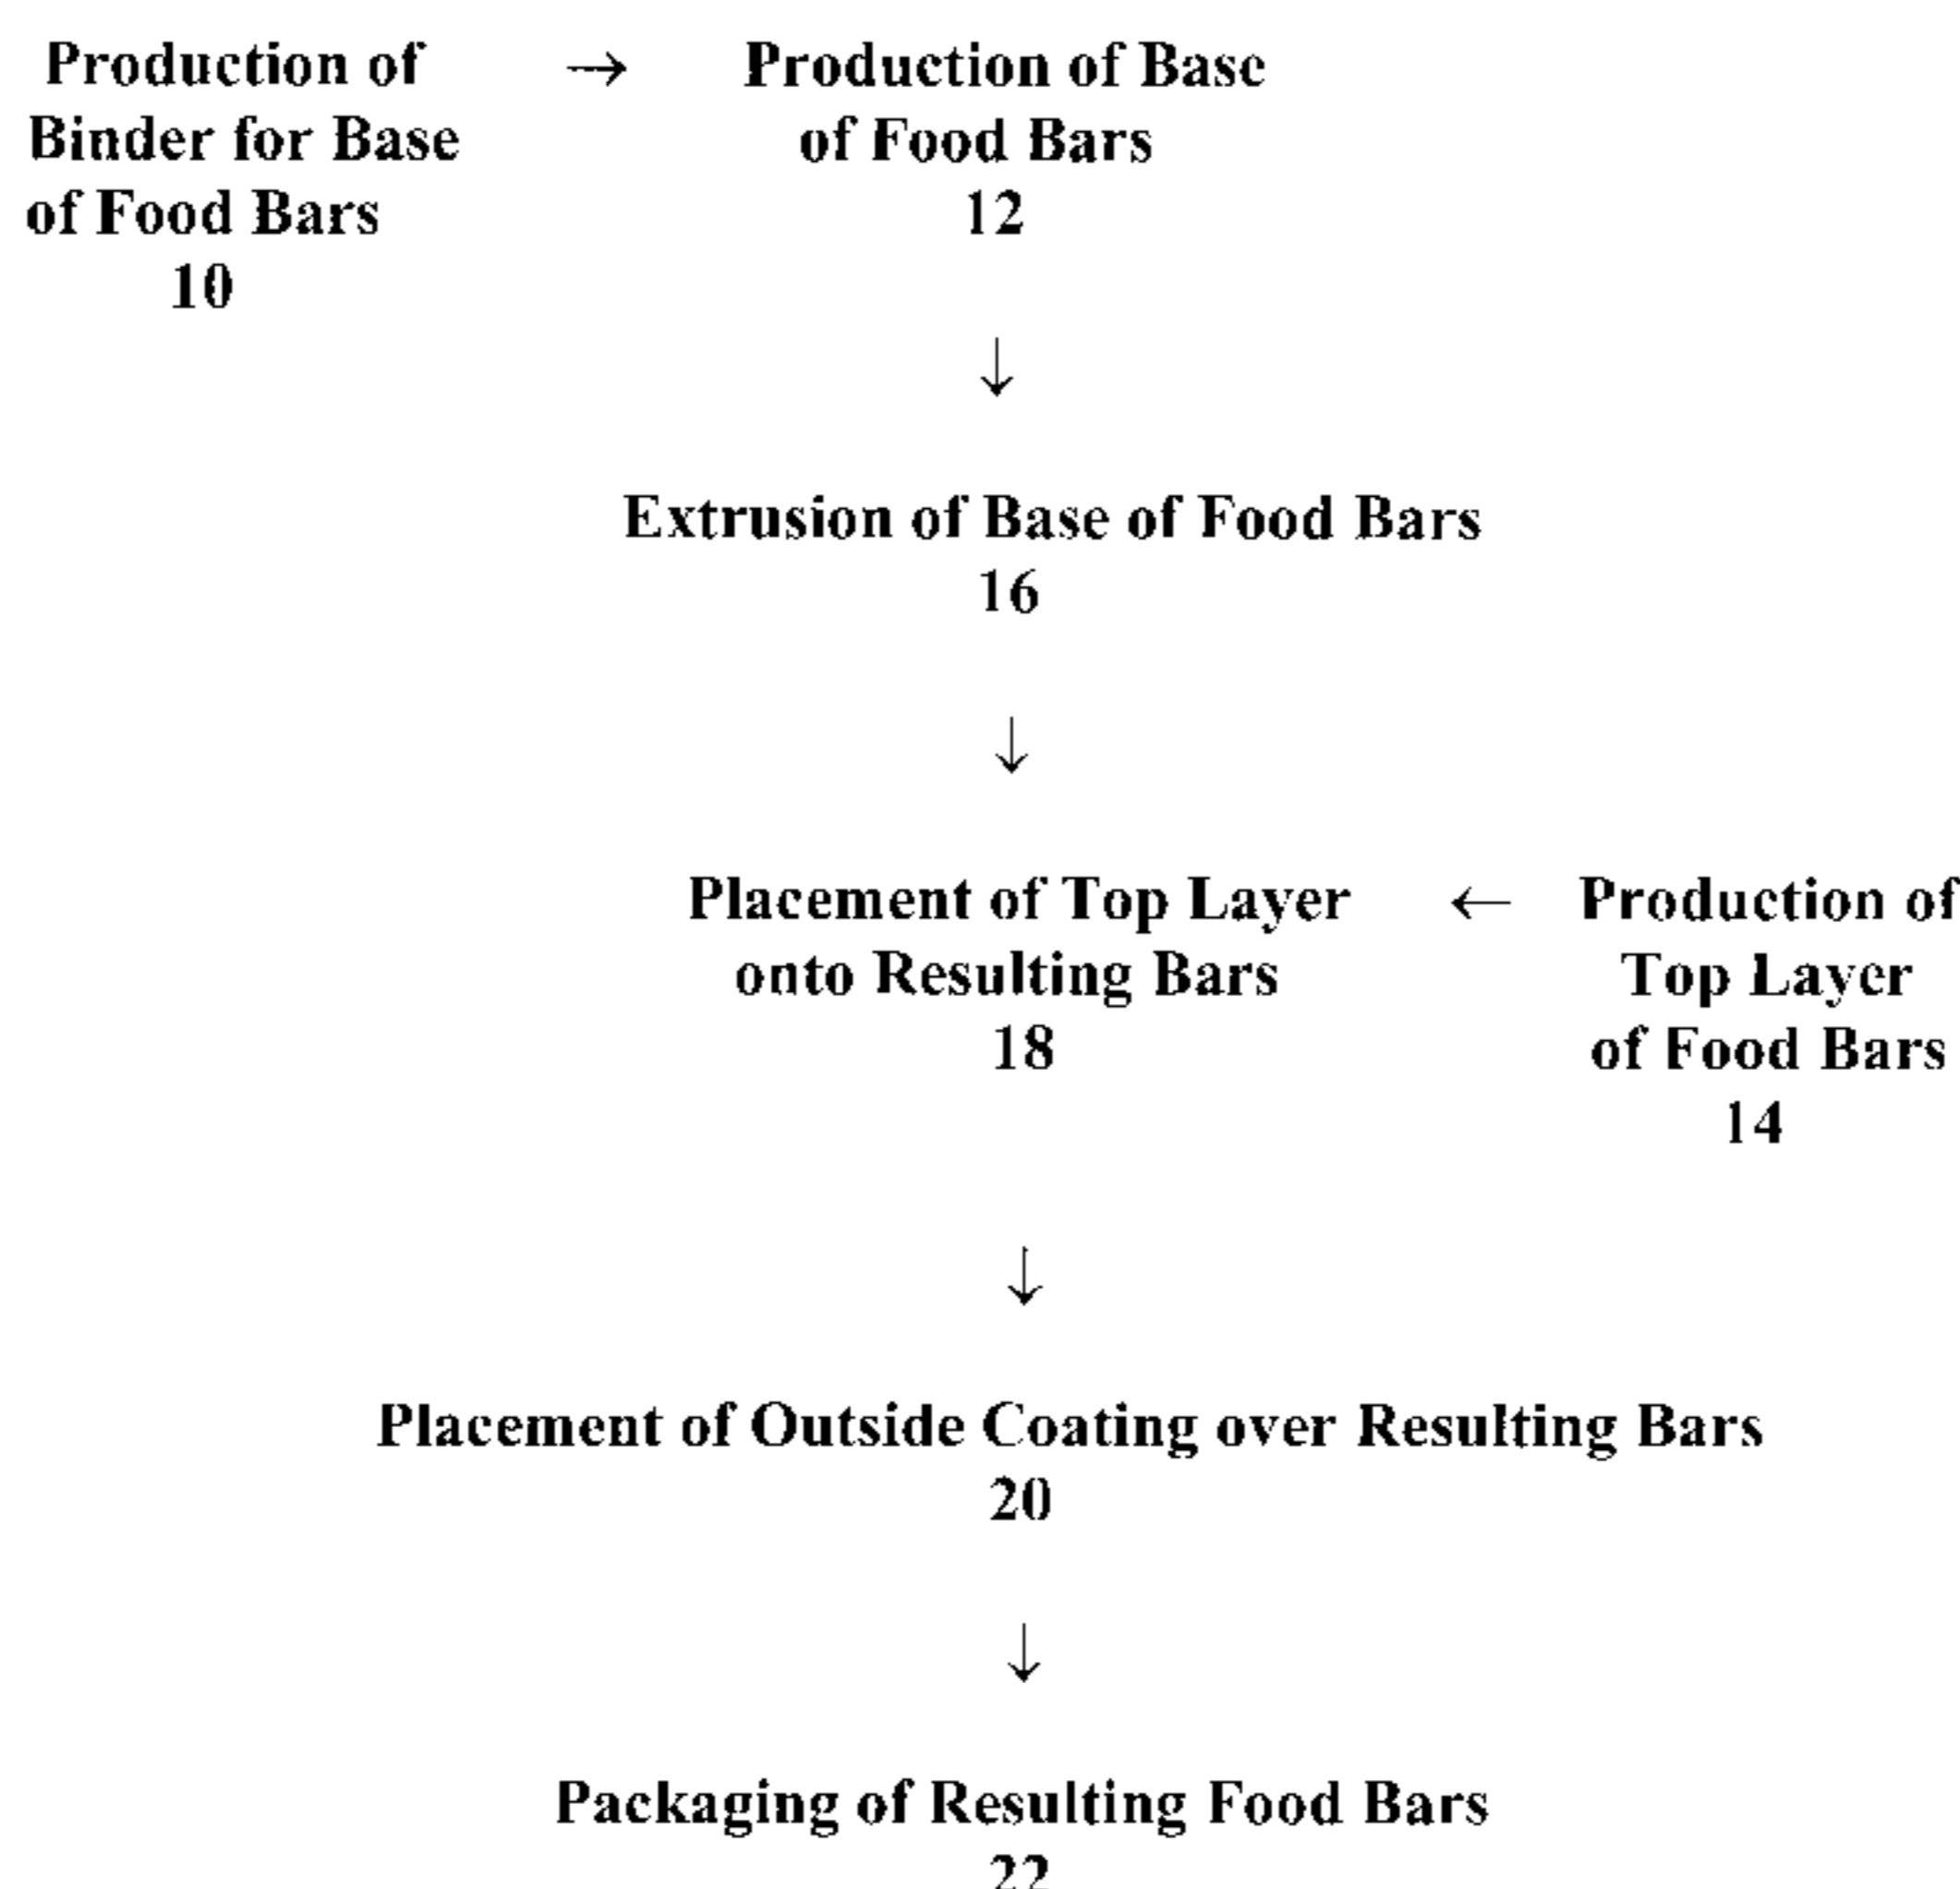 Production of
Binder for Base
of Food Bars
10
→
Production of Base
of Food Bars
12
↓
Extrusion of Base of Food Bars
16
↓
Placement of Top Layer
onto Resulting Bars
18
←
Production of
Top Layer
of Food Bars
14
↓
Placement of Outside Coating over Resulting Bars
20
↓
Packaging of Resulting Food Bars
22